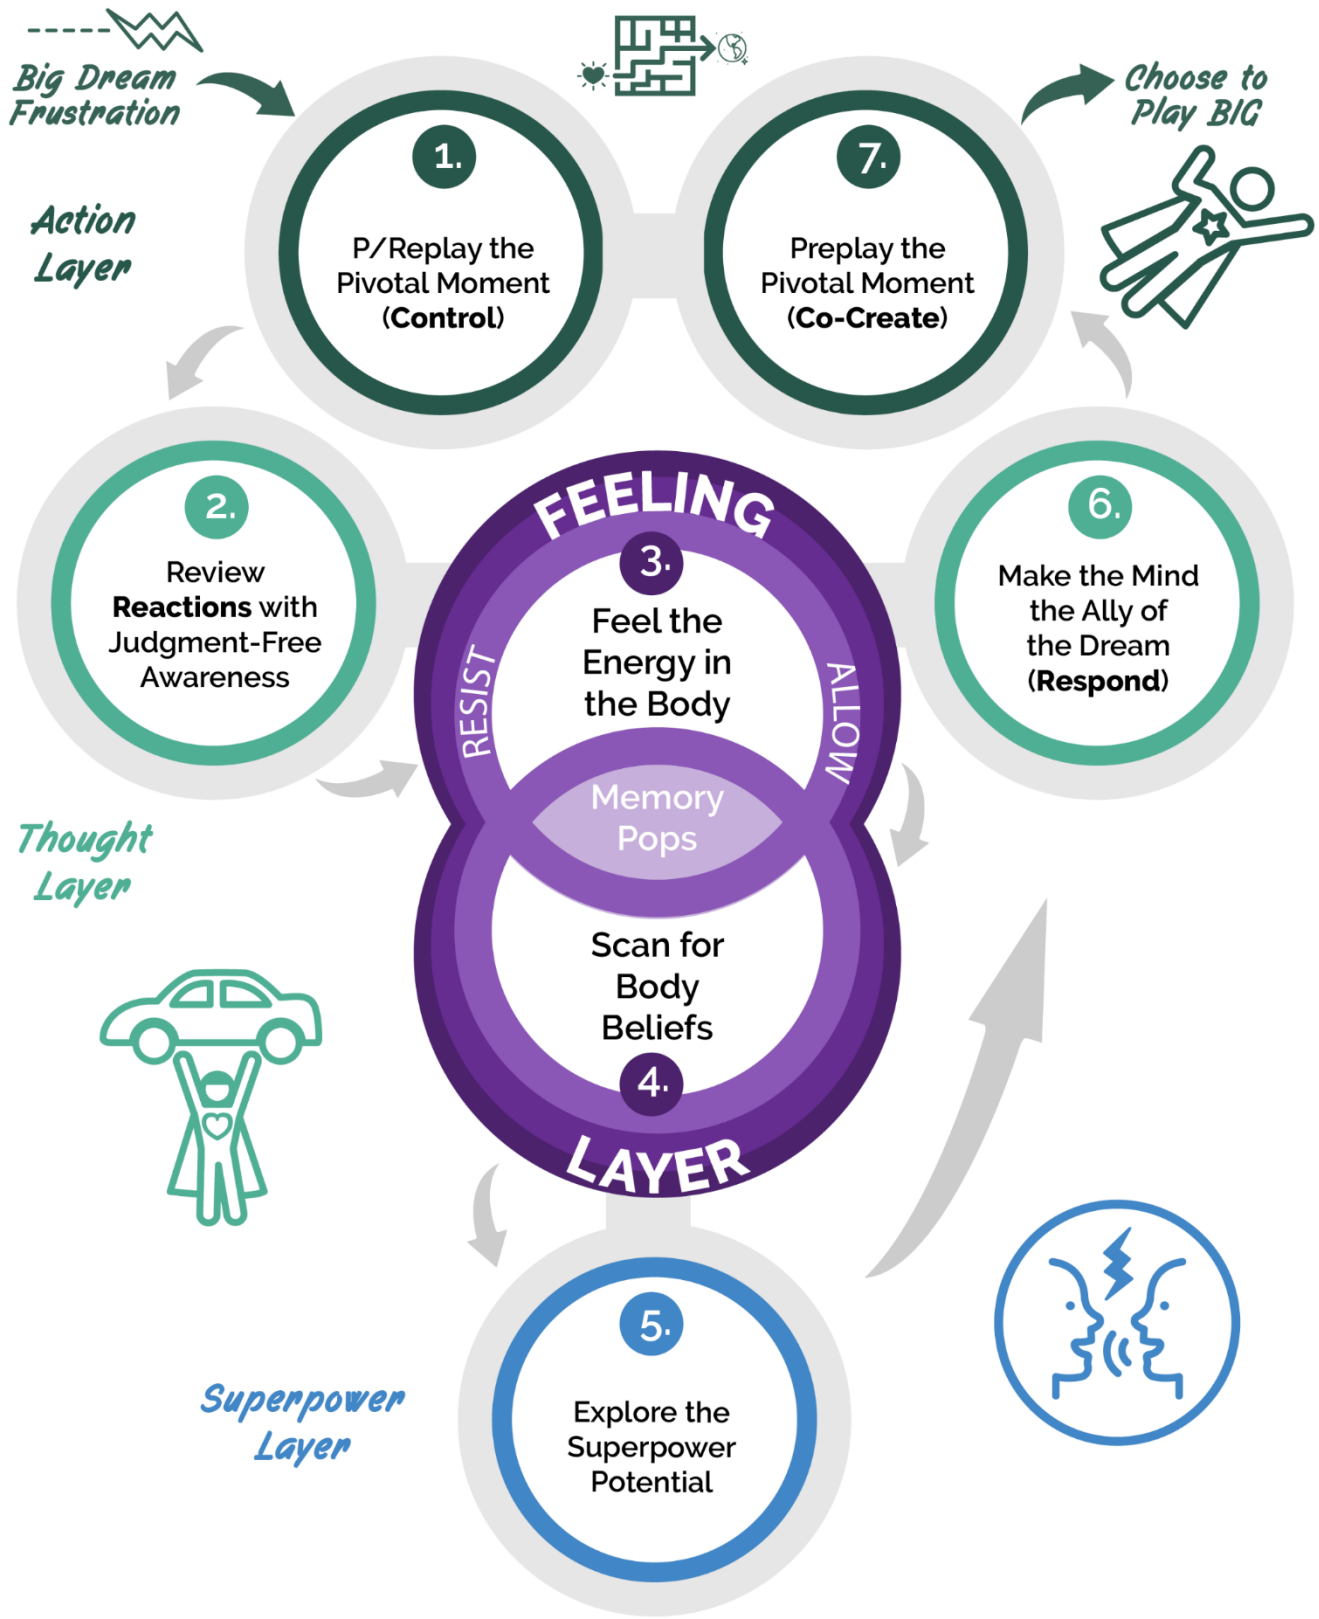 Big Dream
Frustration
Action
Layer
1.
P/Replay the
Pivotal Moment
(Control)
7.
Preplay the
Pivotal Moment
(Co-Create)
Choose to
Play BIG
2.
Review
Reactions with
Judgment-Free
Awareness
FEELING
3.
Feel the
Energy in
the Body
RESIST
ALLOW
Memory
Pops
Scan for
Body
Beliefs
4.
LAYER
6.
Make the Mind
the Ally of
the Dream
(Respond)
Thought
Layer
5.
Explore the
Superpower
Potential
Superpower
Layer